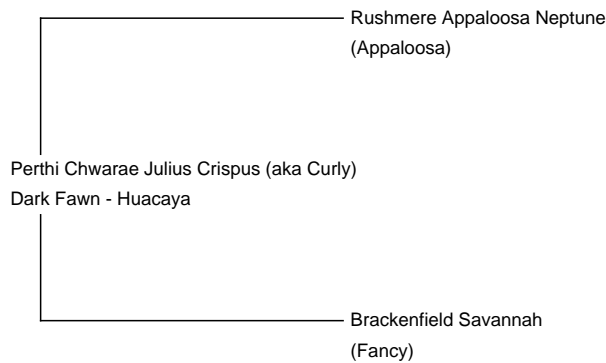 Rushmere Appaloosa Neptune
(Appaloosa)
Perthi Chwarae Julius Crispus (aka Curly)
Dark Fawn - Huacaya
Brackenfield Savannah
(Fancy)